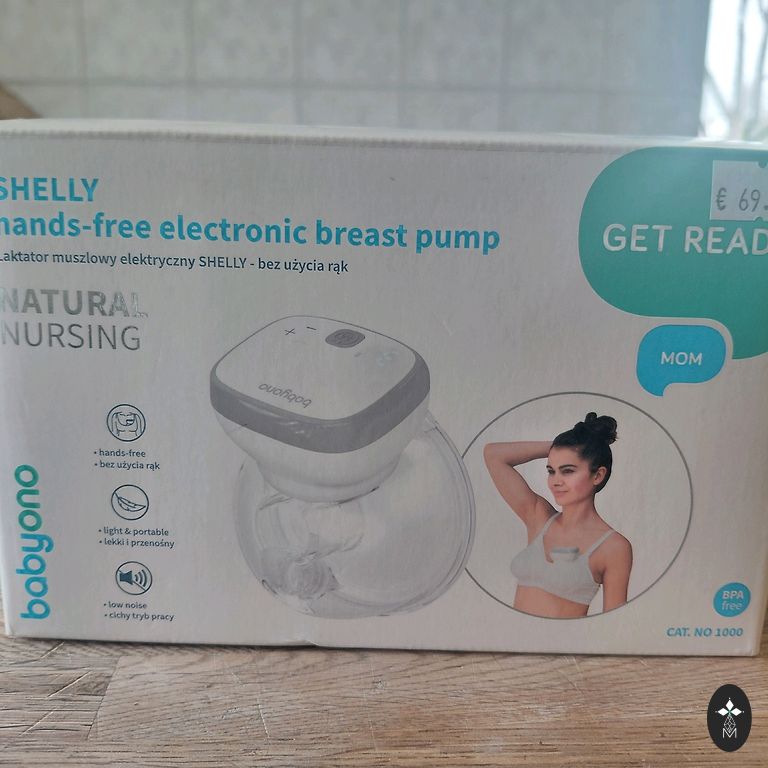 SHELLY
hands-free electronic breast pump
Laktator muszlowy elektryczny SHELLY - bez użycia rąk
NATURAL
NURSING
€ 69.
GET READ
MOM
babyono
• hands-free
• bez użycia rąk
• light & portable
• lekki i przenośny
• low noise
• cichy tryb pracy
babyono
BPA
free
CAT. NO 1000
M